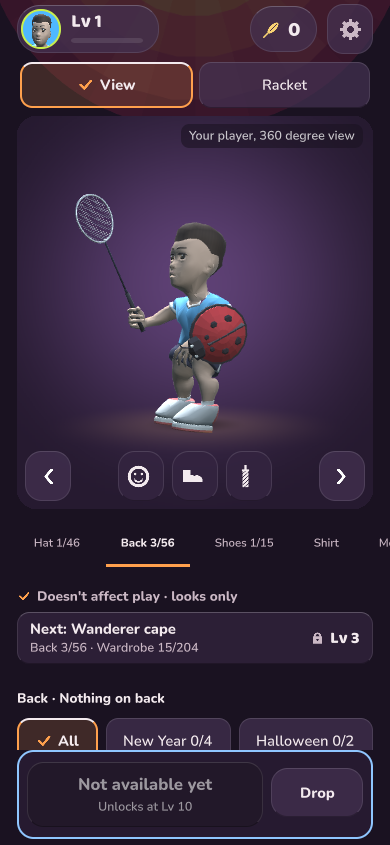 Lv 1
0
View
Racket
Your player, 360 degree view
Hat 1/46
Back 3/56
Shoes 1/15
Shirt
Doesn't affect play · looks only
Next: Wanderer cape
Back 3/56 · Wardrobe 15/204
Lv 3
Back · Nothing on back
All
New Year 0/4
Halloween 0/2
Not available yet
Unlocks at Lv 10
Drop